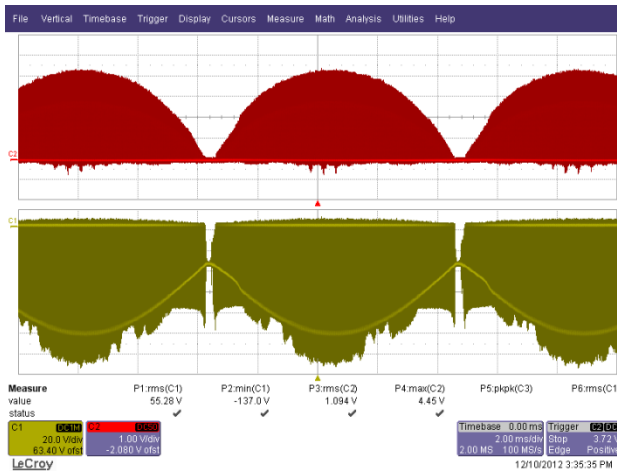 File Vertical Timebase Trigger Display Cursors Measure Math Analysis Utilities Help
C2
C1
Measure P1:rms(C1) P2:min(C1) P3:rms(C2) P4:max(C2) P5:pkpk(C3) P6:rms(C1)
value 55.28 V -137.0 V 1.094 V 4.45 V
status
C1 DC1M C2 Timebase 0.00 ms Trigger C2 DC
20.0 V/div 1.00 V/div 2.00 ms/div Stop 3.72 V
63.40 V ofst -2.080 V ofst 2.00 MS 100 MS/s Edge Positive
LeCroy 12/10/2012 3:35:35 PM